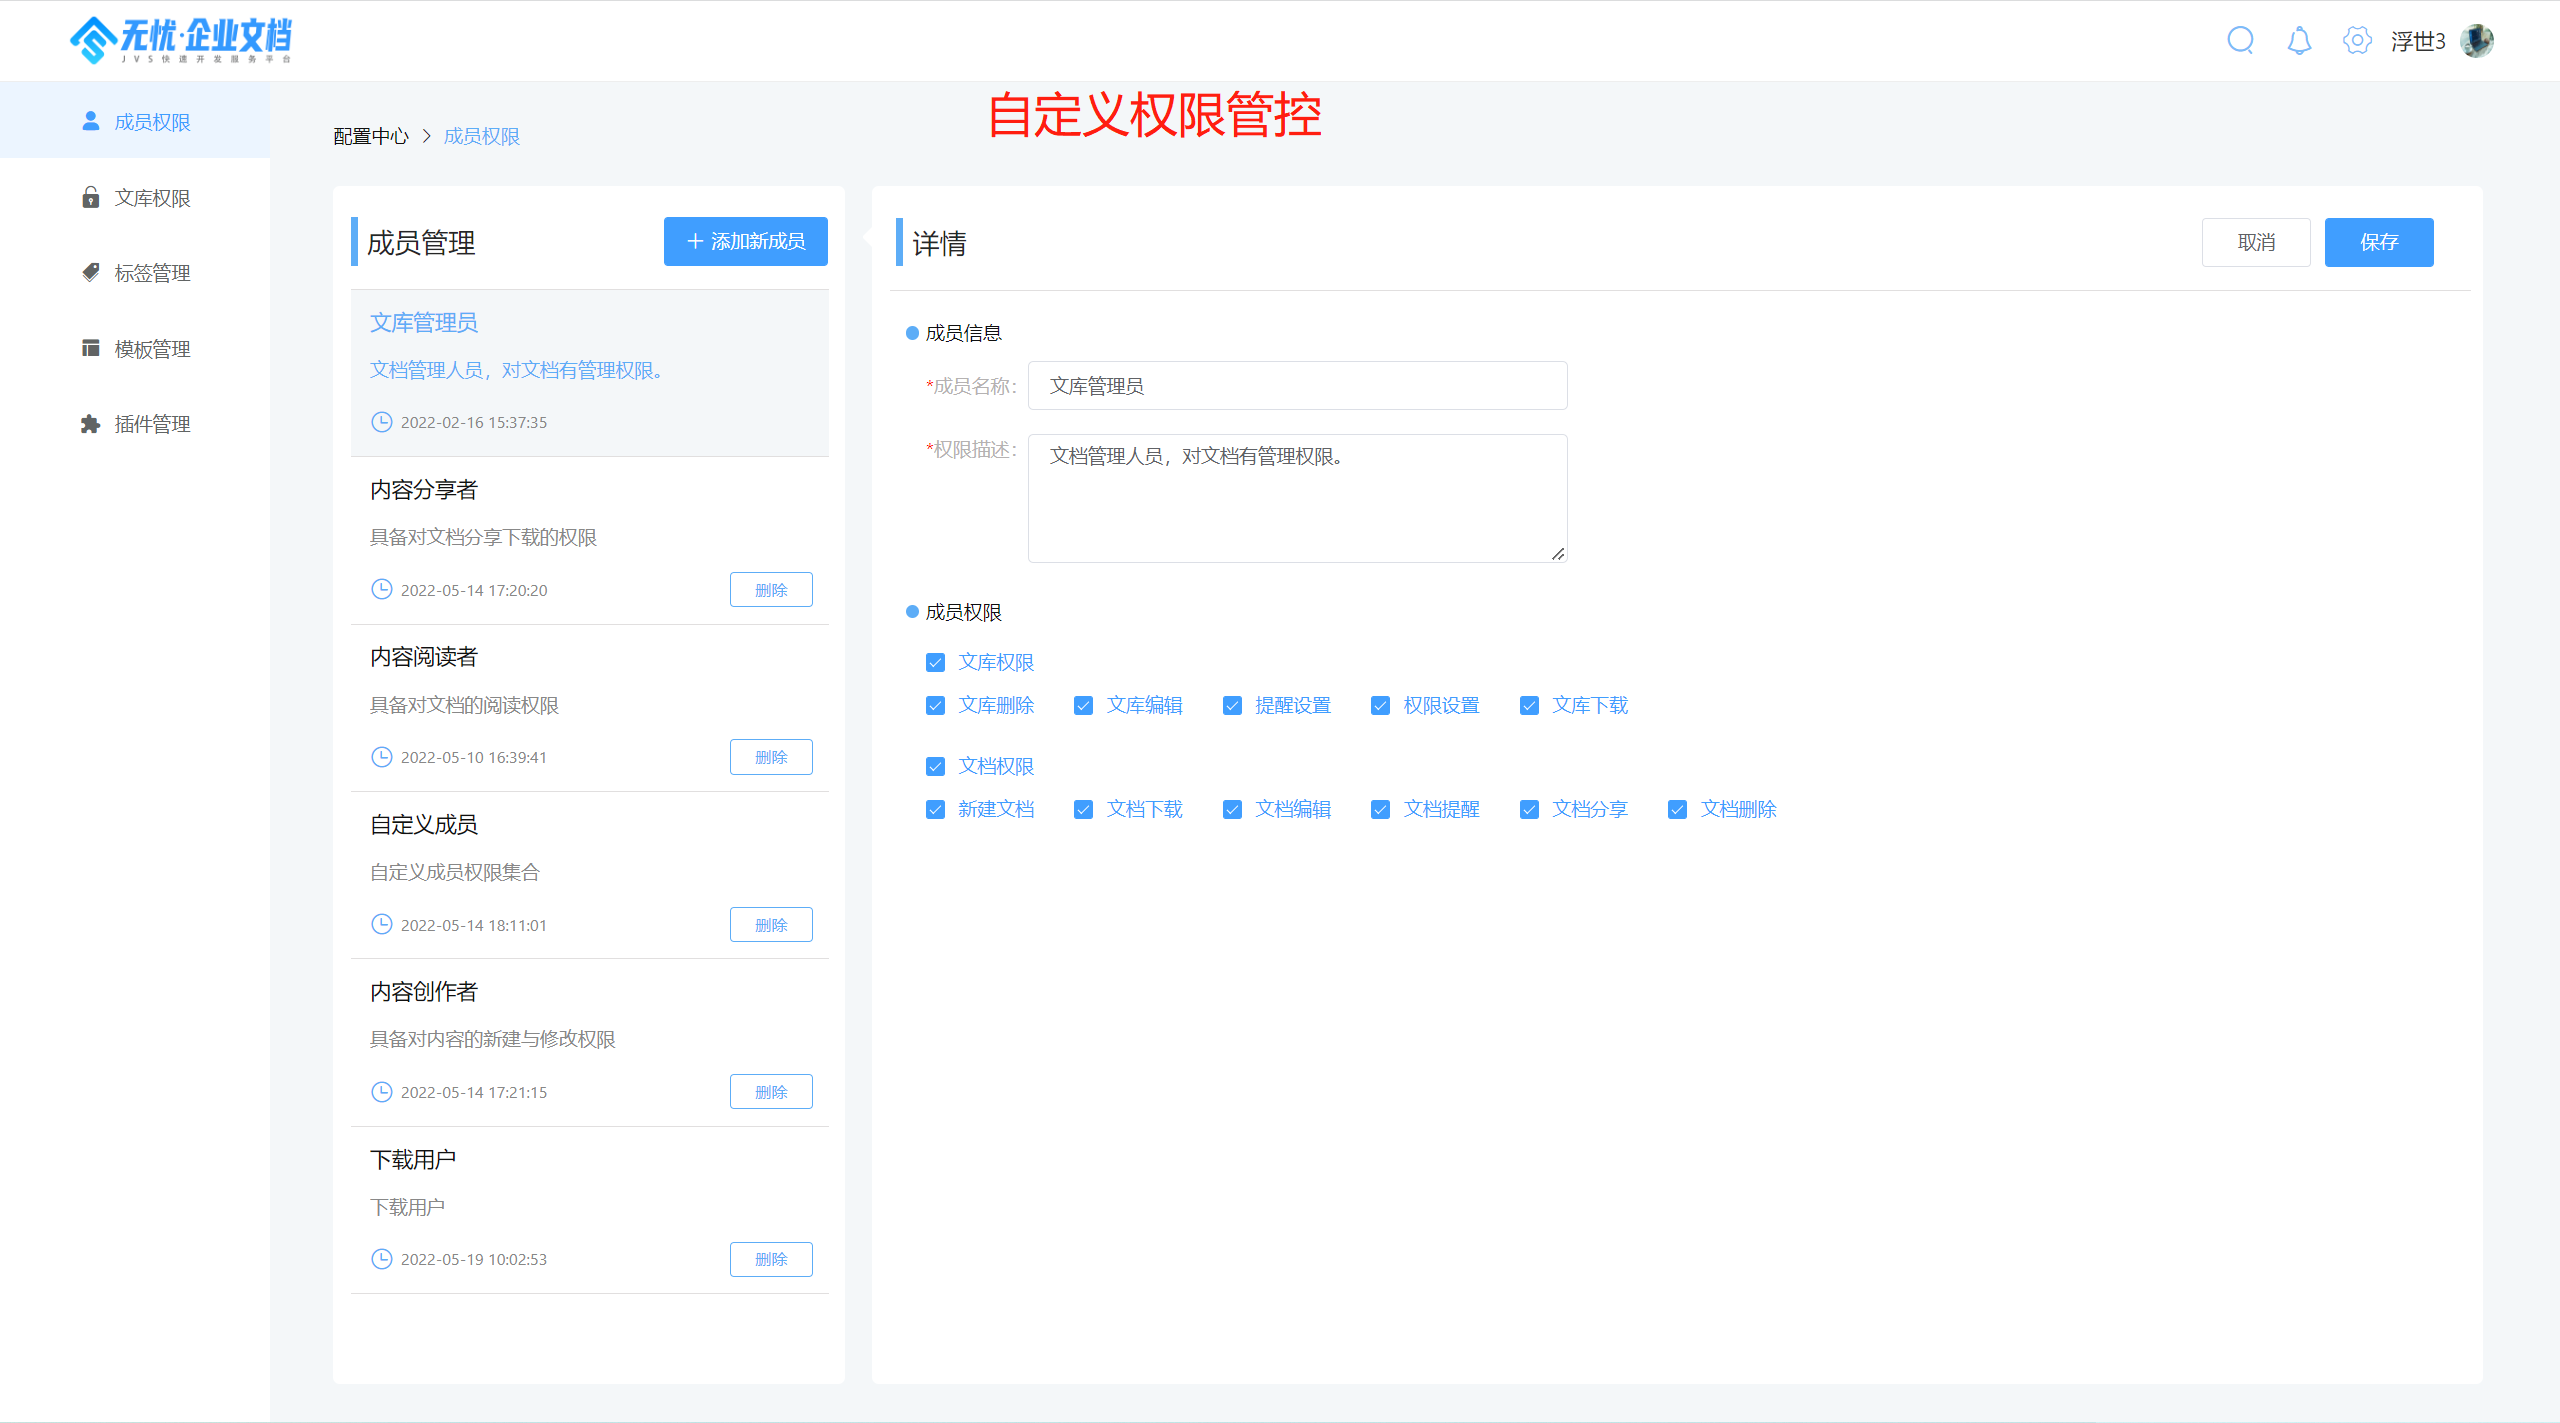 无忧·企业文档
JVS快速开发服务平台
浮世3
成员权限
文库权限
标签管理
模板管理
插件管理
自定义权限管控
配置中心 > 成员权限
成员管理
+ 添加新成员
文库管理员
文档管理人员，对文档有管理权限。
2022-02-16 15:37:35
内容分享者
具备对文档分享下载的权限
2022-05-14 17:20:20 删除
内容阅读者
具备对文档的阅读权限
2022-05-10 16:39:41 删除
自定义成员
自定义成员权限集合
2022-05-14 18:11:01 删除
内容创作者
具备对内容的新建与修改权限
2022-05-14 17:21:15 删除
下载用户
下载用户
2022-05-19 10:02:53 删除
详情
取消 保存
成员信息
*成员名称： 文库管理员
*权限描述： 文档管理人员，对文档有管理权限。
成员权限
文库权限
文库删除 文库编辑 提醒设置 权限设置 文库下载
文档权限
新建文档 文档下载 文档编辑 文档提醒 文档分享 文档删除